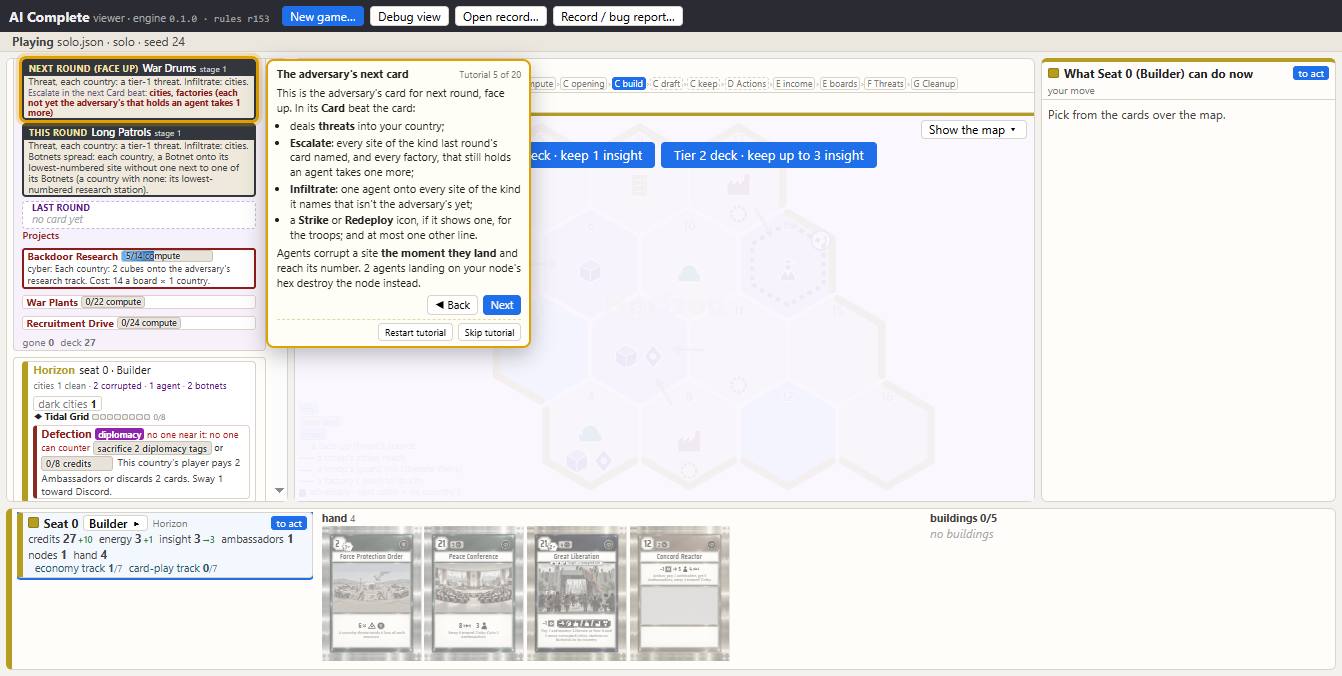 AI Complete viewer · engine 0.1.0 · rules r153 New game... Debug view Open record... Record / bug report...
Playing solo.json · solo · seed 24
NEXT ROUND (FACE UP) War Drums stage 1
Threat, each country: a tier-1 threat. Infiltrate: cities.
Escalate in the next Card beat: cities, factories (each
not yet the adversary's that holds an agent takes 1
more)
THIS ROUND Long Patrols stage 1
Threat, each country: a tier-1 threat. Infiltrate: cities.
Botnets spread: each country, a Botnet onto its
lowest-numbered site without one next to one of
its Botnets (a country with none: its lowest-
numbered research station).
LAST ROUND
no card yet
Projects
Backdoor Research 5/14 compute
cyber: Each country: 2 cubes onto the adversary's
research track. Cost: 14 a board × 1 country.
War Plants 0/22 compute
Recruitment Drive 0/24 compute
gone 0 deck 27
Horizon seat 0 · Builder
cities 1 clean · 2 corrupted · 1 agent · 2 botnets
dark cities 1
◆ Tidal Grid 0/8
Defection diplomacy no one near it: no one
can counter sacrifice 2 diplomacy tags or
0/8 credits This country's player pays 2
Ambassadors or discards 2 cards. Sway 1
toward Discord.
The adversary's next card Tutorial 5 of 20
This is the adversary's card for next round, face
up. In its Card beat the card:
• deals threats into your country;
• Escalate: every site of the kind last round's
card named, and every factory, that still holds
an agent takes one more;
• Infiltrate: one agent onto every site of the kind
it names that isn't the adversary's yet;
• a Strike or Redeploy icon, if it shows one, for
the troops; and at most one other line.
Agents corrupt a site the moment they land and
reach its number. 2 agents landing on your node's
hex destroy the node instead.
◀ Back Next
Restart tutorial Skip tutorial
C opening C build C draft C keep D Actions E income E boards F Threats G Cleanup
Show the map ▾
eck · keep 1 insight Tier 2 deck · keep up to 3 insight
What Seat 0 (Builder) can do now to act
your move
Pick from the cards over the map.
Seat 0 Builder ▸ Horizon to act
credits 27 +10 energy 3 +1 insight 3 →3 ambassadors 1
nodes 1 hand 4
economy track 1/7 card-play track 0/7
hand 4
Force Protection Order
Peace Conference
Great Liberation
Concord Reactor
buildings 0/5
no buildings